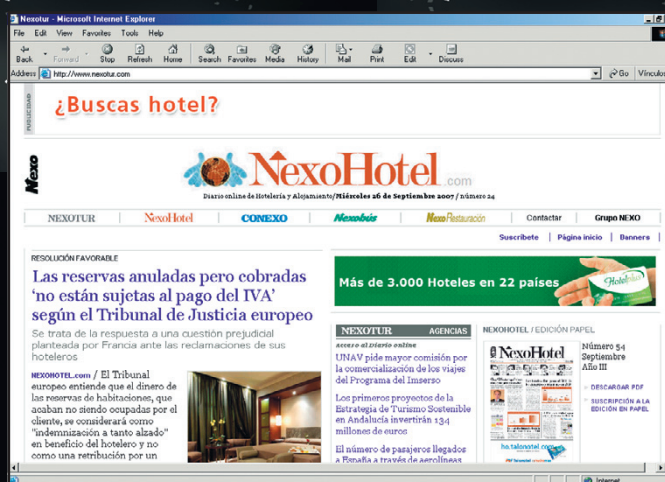 Nexotur - Microsoft Internet Explorer
File Edit View Favorites Tools Help
Back Forward Stop Refresh Home Search Favorites Media History Mail Print Edit Discuss
Address http://www.nexotur.com Go Vínculos
PUBLICIDAD
¿Buscas hotel?
Nexo
NexoHotel.com
Diario online de Hotelería y Alojamiento/Miércoles 26 de Septiembre 2007 / número 24
NEXOTUR NexoHotel CONEXO Nexobús NexoRestauración Contactar Grupo NEXO
Suscríbete | Página inicio | Banners |
RESOLUCIÓN FAVORABLE
Las reservas anuladas pero cobradas
‘no están sujetas al pago del IVA’
según el Tribunal de Justicia europeo
Se trata de la respuesta a una cuestión prejudicial
planteada por Francia ante las reclamaciones de sus
hoteleros
NEXOHOTEL.com / El Tribunal
europeo entiende que el dinero de
las reservas de habitaciones, que
acaban no siendo ocupadas por el
cliente, se considerará como
"indemnización a tanto alzado"
en beneficio del hotelero y no
como una retribución por un
Más de 3.000 Hoteles en 22 países
NEXOTUR AGENCIAS
acceso al Diario online
UNAV pide mayor comisión por
la comercialización de los viajes
del Programa del Imserso
Los primeros proyectos de la
Estrategia de Turismo Sostenible
en Andalucía invertirán 134
millones de euros
El número de pasajeros llegados
a España a través de aerolíneas
NEXOHOTEL / EDICIÓN PAPEL
NexoHotel
Número 54
Septiembre
Año III
DESCARGAR PDF
SUSCRIPCIÓN A LA
EDICIÓN EN PAPEL
Internet